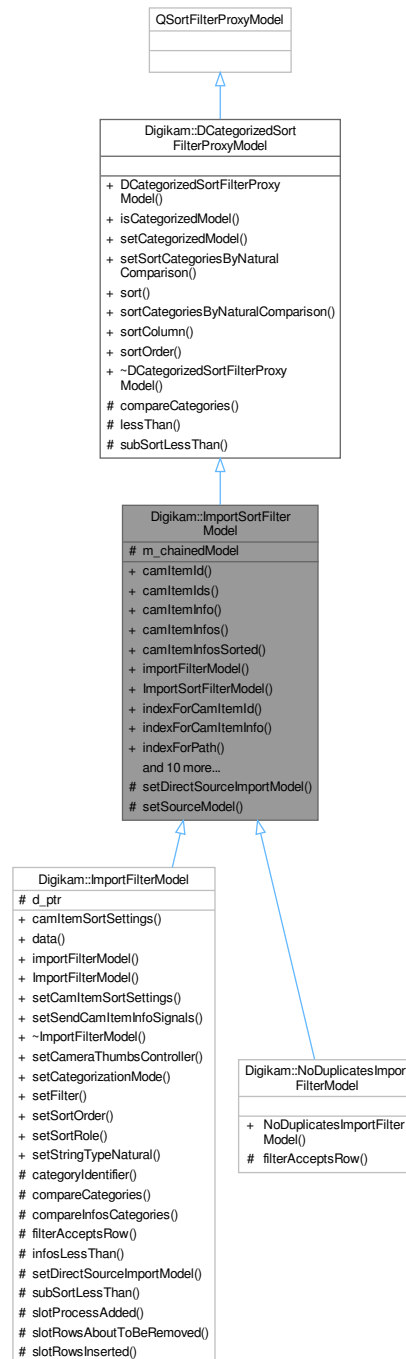 QSortFilterProxyModel
Digikam::DCategorizedSort
FilterProxyModel
+ DCategorizedSortFilterProxy
Model()
+ isCategorizedModel()
+ setCategorizedModel()
+ setSortCategoriesByNatural
Comparison()
+ sort()
+ sortCategoriesByNaturalComparison()
+ sortColumn()
+ sortOrder()
+ ~DCategorizedSortFilterProxy
Model()
# compareCategories()
# lessThan()
# subSortLessThan()
Digikam::ImportSortFilter
Model
# m_chainedModel
+ camItemId()
+ camItemIds()
+ camItemInfo()
+ camItemInfos()
+ camItemInfosSorted()
+ importFilterModel()
+ ImportSortFilterModel()
+ indexForCamItemId()
+ indexForCamItemInfo()
+ indexForPath()
and 10 more...
# setDirectSourceImportModel()
# setSourceModel()
Digikam::ImportFilterModel
# d_ptr
+ camItemSortSettings()
+ data()
+ importFilterModel()
+ ImportFilterModel()
+ setCamItemSortSettings()
+ setSendCamItemInfoSignals()
+ ~ImportFilterModel()
+ setCameraThumbsController()
+ setCategorizationMode()
+ setFilter()
+ setSortOrder()
+ setSortRole()
+ setStringTypeNatural()
# categoryIdentifier()
# compareCategories()
# compareInfosCategories()
# filterAcceptsRow()
# infosLessThan()
# setDirectSourceImportModel()
# subSortLessThan()
# slotProcessAdded()
# slotRowsAboutToBeRemoved()
# slotRowsInserted()
Digikam::NoDuplicatesImpor
FilterModel
+ NoDuplicatesImportFilter
Model()
# filterAcceptsRow()